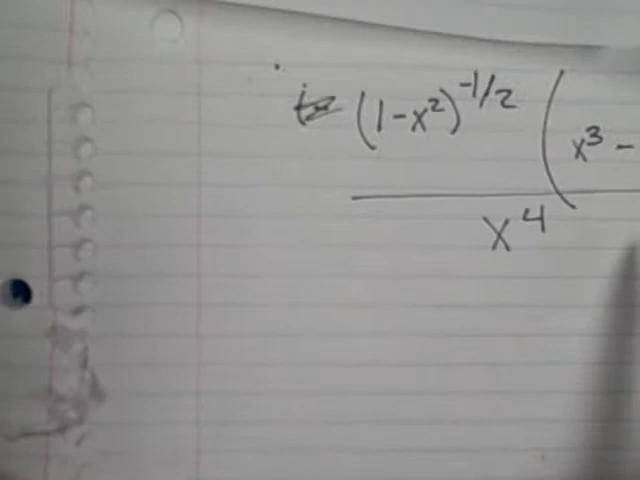 (1-x²)^-1/2 (x³ -
x⁴